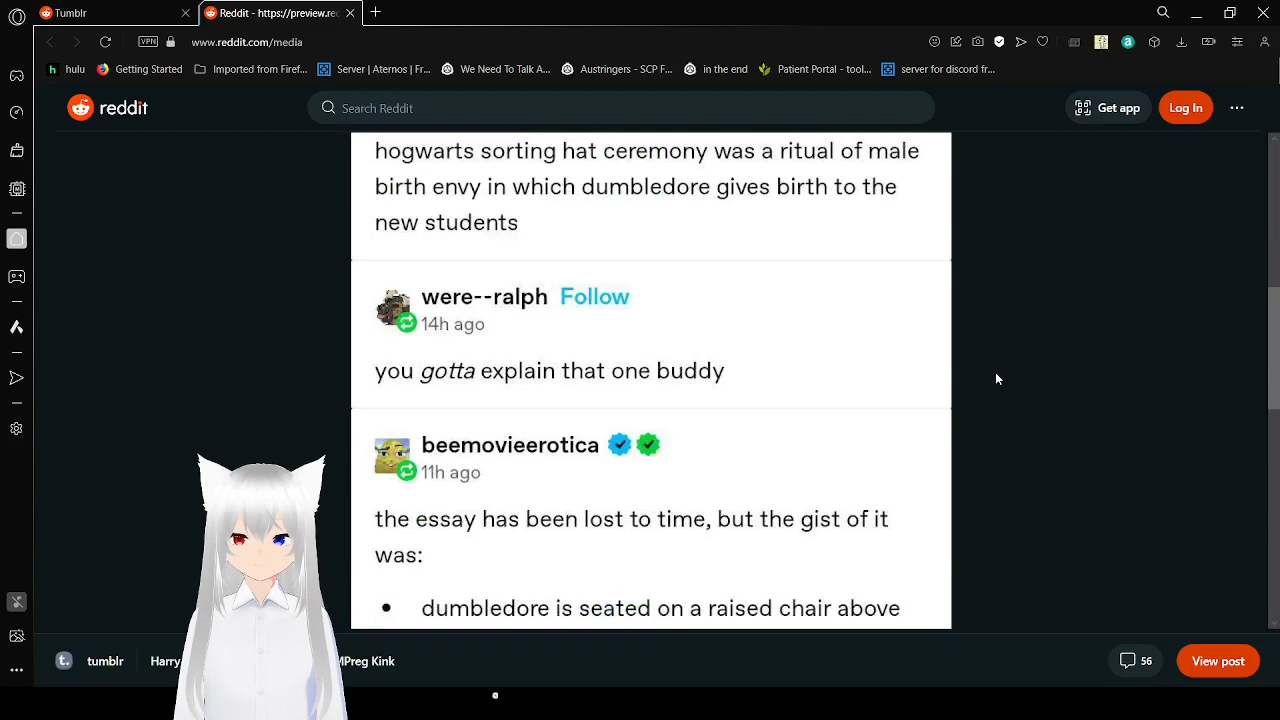 Tumblr
Reddit - https://preview.rec
www.reddit.com/media
VPN
hulu
Getting Started
Imported from Firef...
Server | Aternos | Fr...
We Need To Talk A...
Austringers - SCP F...
in the end
Patient Portal - tool...
server for discord fr...
reddit
Search Reddit
Get app
Log In
hogwarts sorting hat ceremony was a ritual of male
birth envy in which dumbledore gives birth to the
new students
were--ralph Follow
14h ago
you gotta explain that one buddy
beemovieerotica
11h ago
the essay has been lost to time, but the gist of it
was:
• dumbledore is seated on a raised chair above
t. tumblr Harry MPreg Kink
56
View post